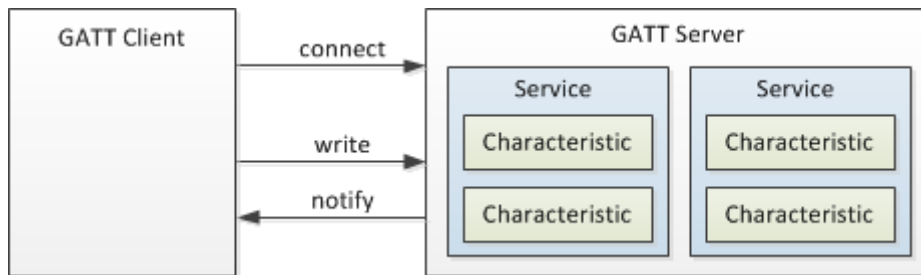 GATT Client
connect
write
notify
GATT Server
Service
Characteristic
Characteristic
Service
Characteristic
Characteristic